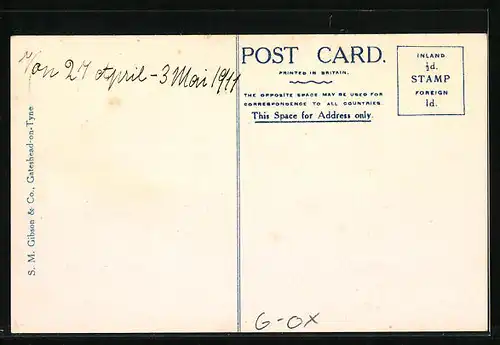 Von 27 April - 3 Mai 1911
S. M. Gibson & Co., Gateshead-on-Tyne
POST CARD.
PRINTED IN BRITAIN.
THE OPPOSITE SPACE MAY BE USED FOR
CORRESPONDENCE TO ALL COUNTRIES
This Space for Address only.
INLAND
½d.
STAMP
FOREIGN
1d.
G-OX